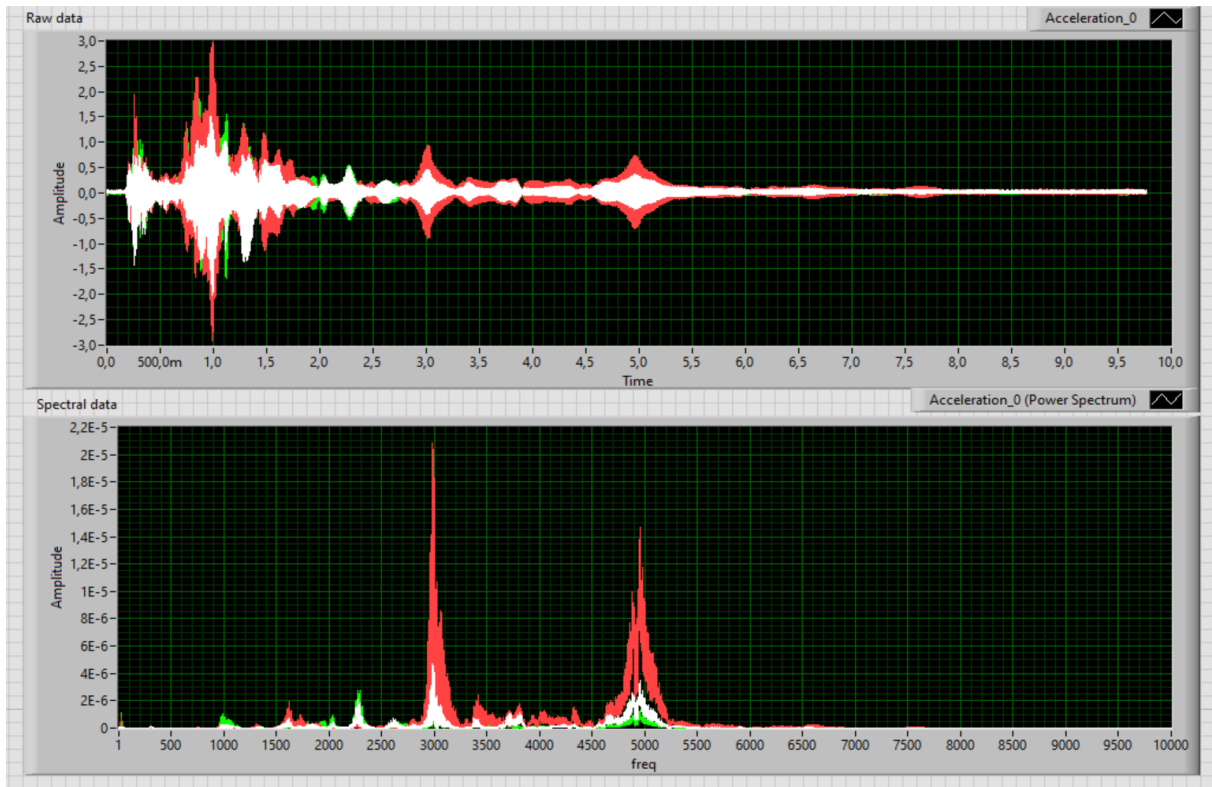 Raw data
Acceleration_0
3,0
2,5
2,0
1,5
1,0
0,5
0,0
-0,5
-1,0
-1,5
-2,0
-2,5
-3,0
Amplitude
0,0 500,0m 1,0 1,5 2,0 2,5 3,0 3,5 4,0 4,5 5,0 5,5 6,0 6,5 7,0 7,5 8,0 8,5 9,0 9,5 10,0
Time
Spectral data
Acceleration_0 (Power Spectrum)
2,2E-5
2E-5
1,8E-5
1,6E-5
1,4E-5
1,2E-5
1E-5
8E-6
6E-6
4E-6
2E-6
0
Amplitude
1 500 1000 1500 2000 2500 3000 3500 4000 4500 5000 5500 6000 6500 7000 7500 8000 8500 9000 9500 10000
freq